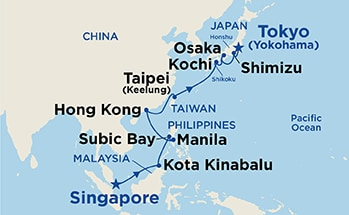 JAPAN
Honshu
Tokyo
(Yokohama)
CHINA
Osaka
Kochi
Shikoku
Shimizu
Taipei
(Keelung)
Hong Kong
TAIWAN
Pacific
Ocean
PHILIPPINES
Subic Bay
Manila
MALAYSIA
Kota Kinabalu
Singapore